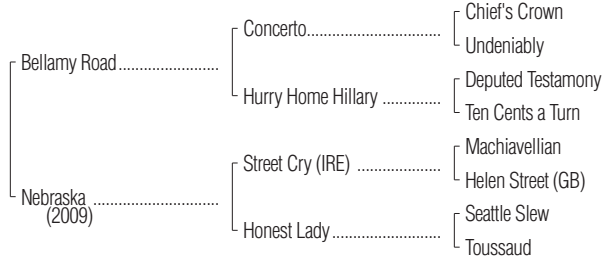 Chief's Crown
Concerto
Undeniably
Bellamy Road
Deputed Testamony
Hurry Home Hillary
Ten Cents a Turn
Machiavellian
Street Cry (IRE)
Helen Street (GB)
Nebraska
(2009)
Seattle Slew
Honest Lady
Toussaud